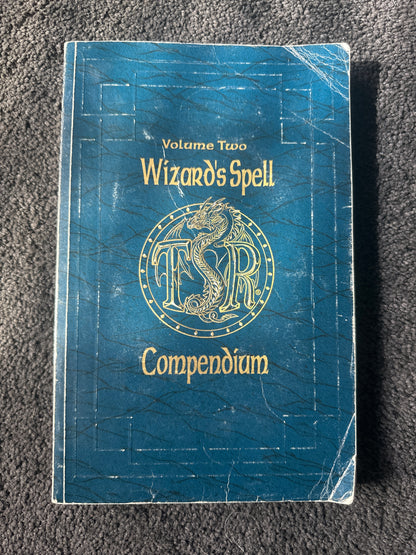 Volume Two
Wizard's Spell
TSR
Compendium